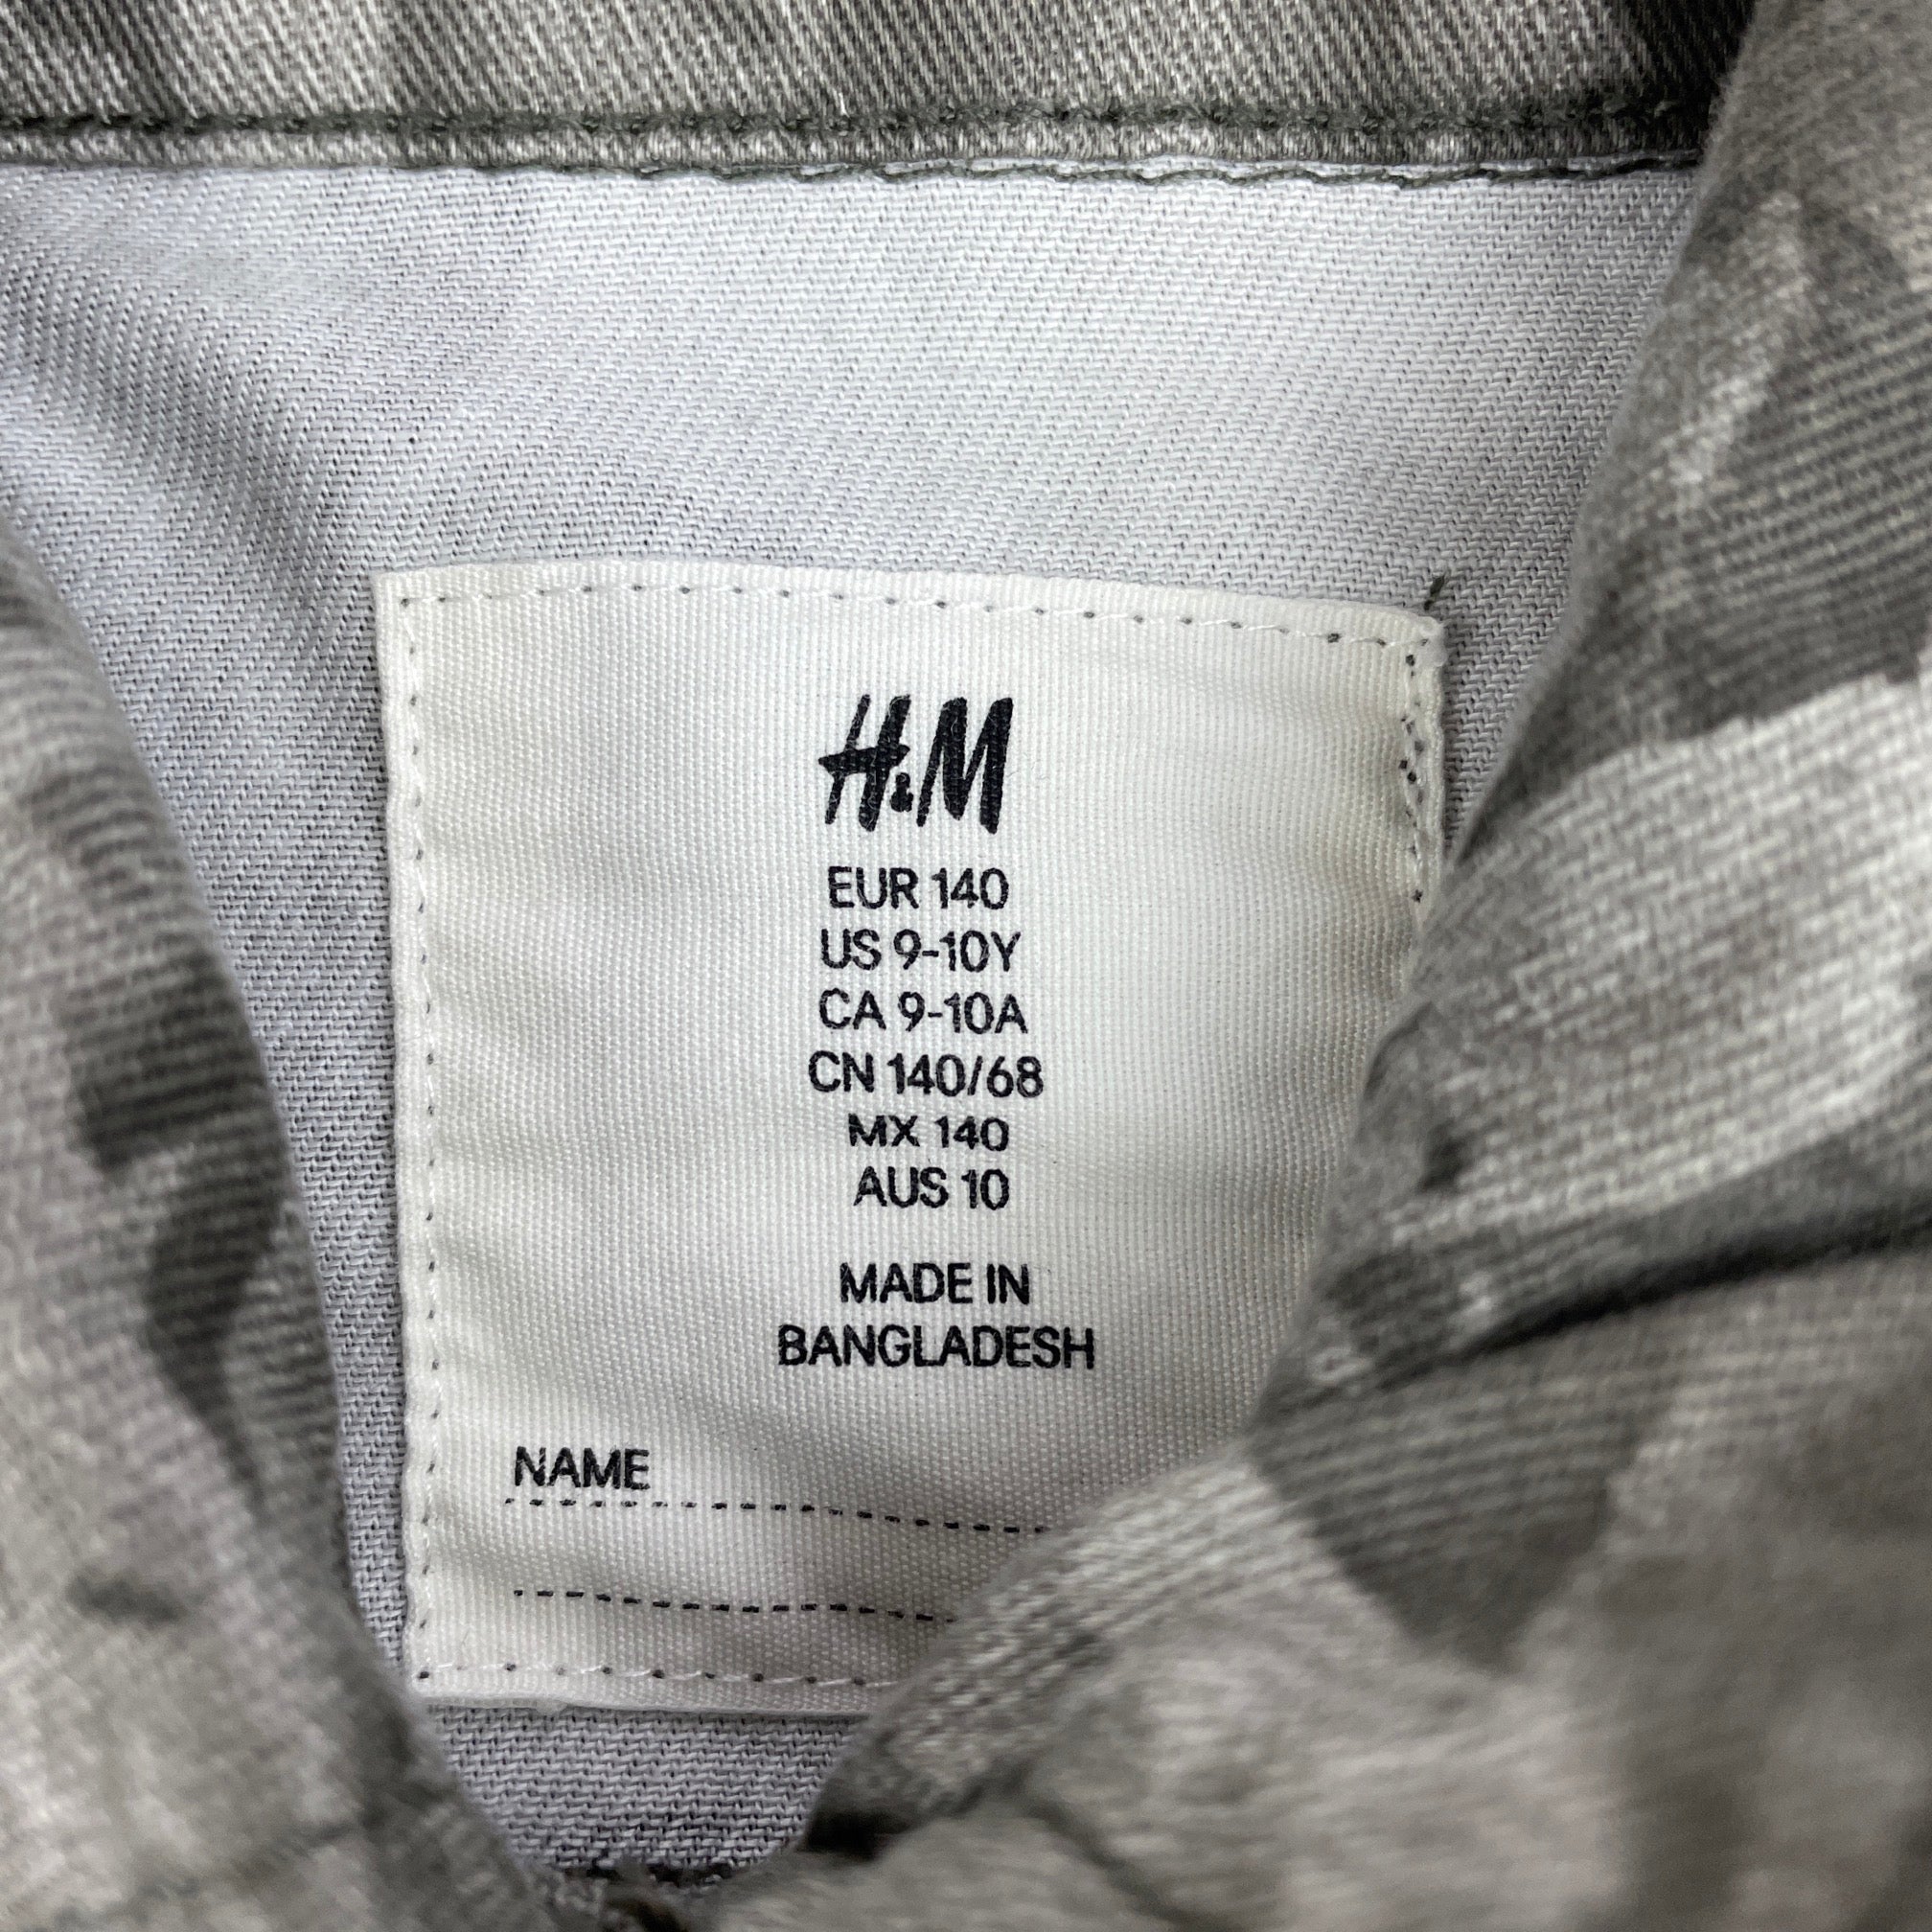 H&M
EUR 140
US 9-10Y
CA 9-10A
CN 140/68
MX 140
AUS 10
MADE IN
BANGLADESH
NAME